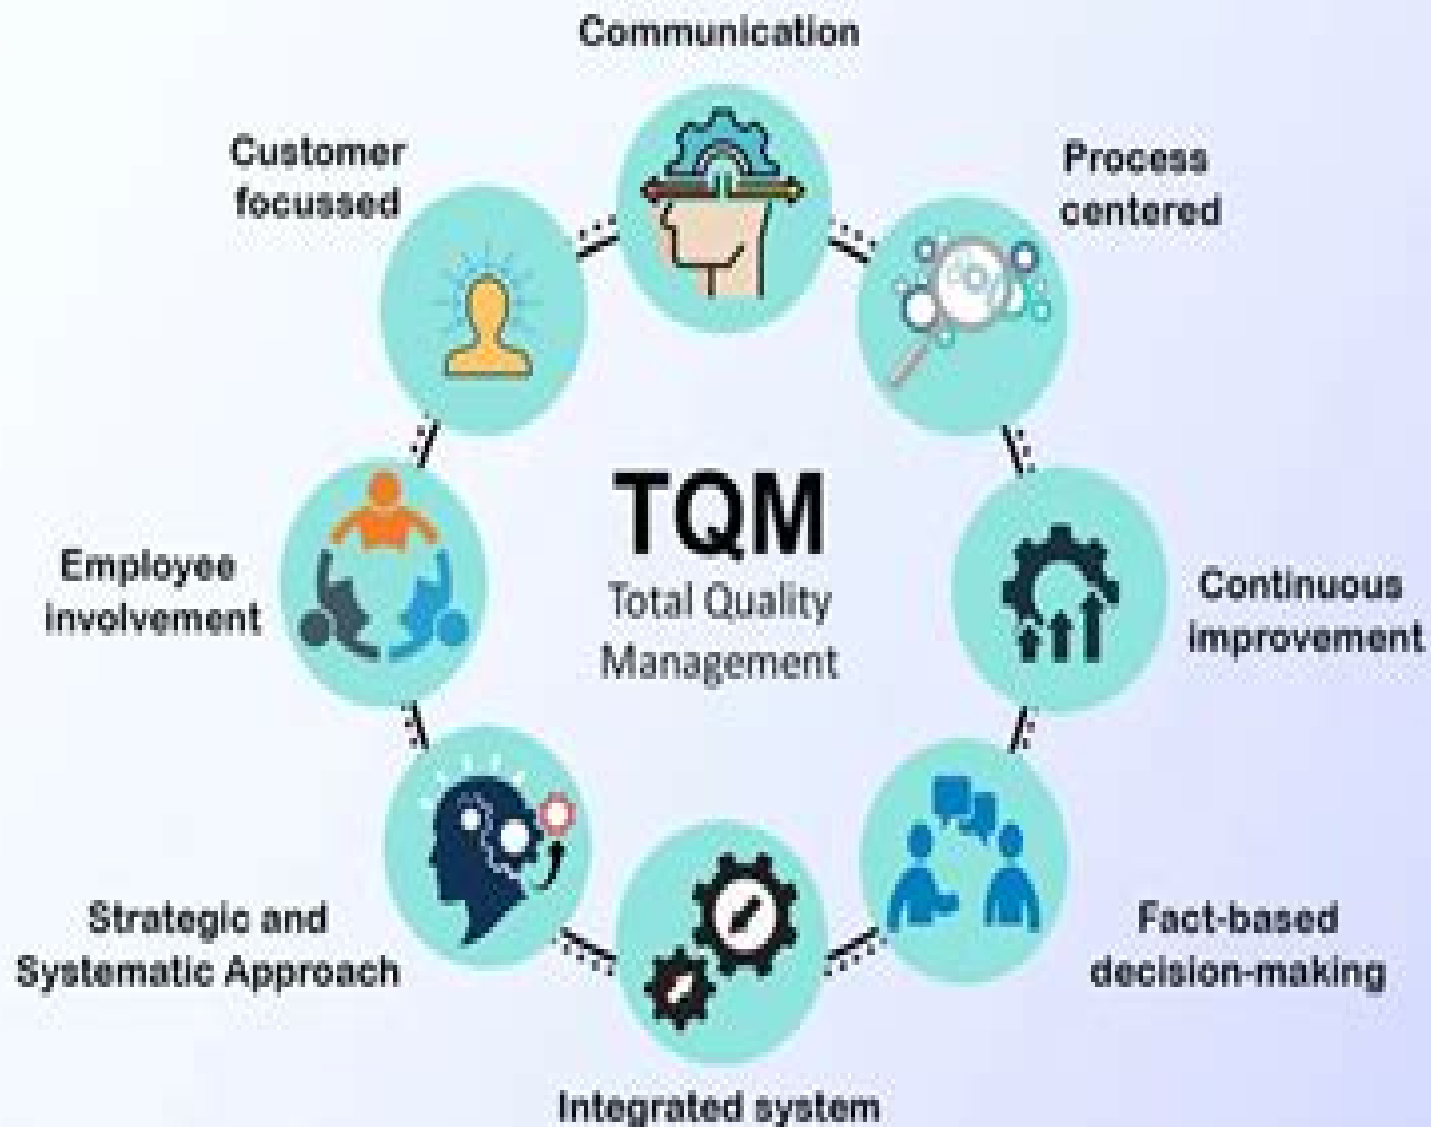 Communication
Customer
focussed
Process
centered
TQM
Total Quality
Management
Employee
involvement
Continuous
improvement
Strategic and
Systematic Approach
Fact-based
decision-making
Integrated system